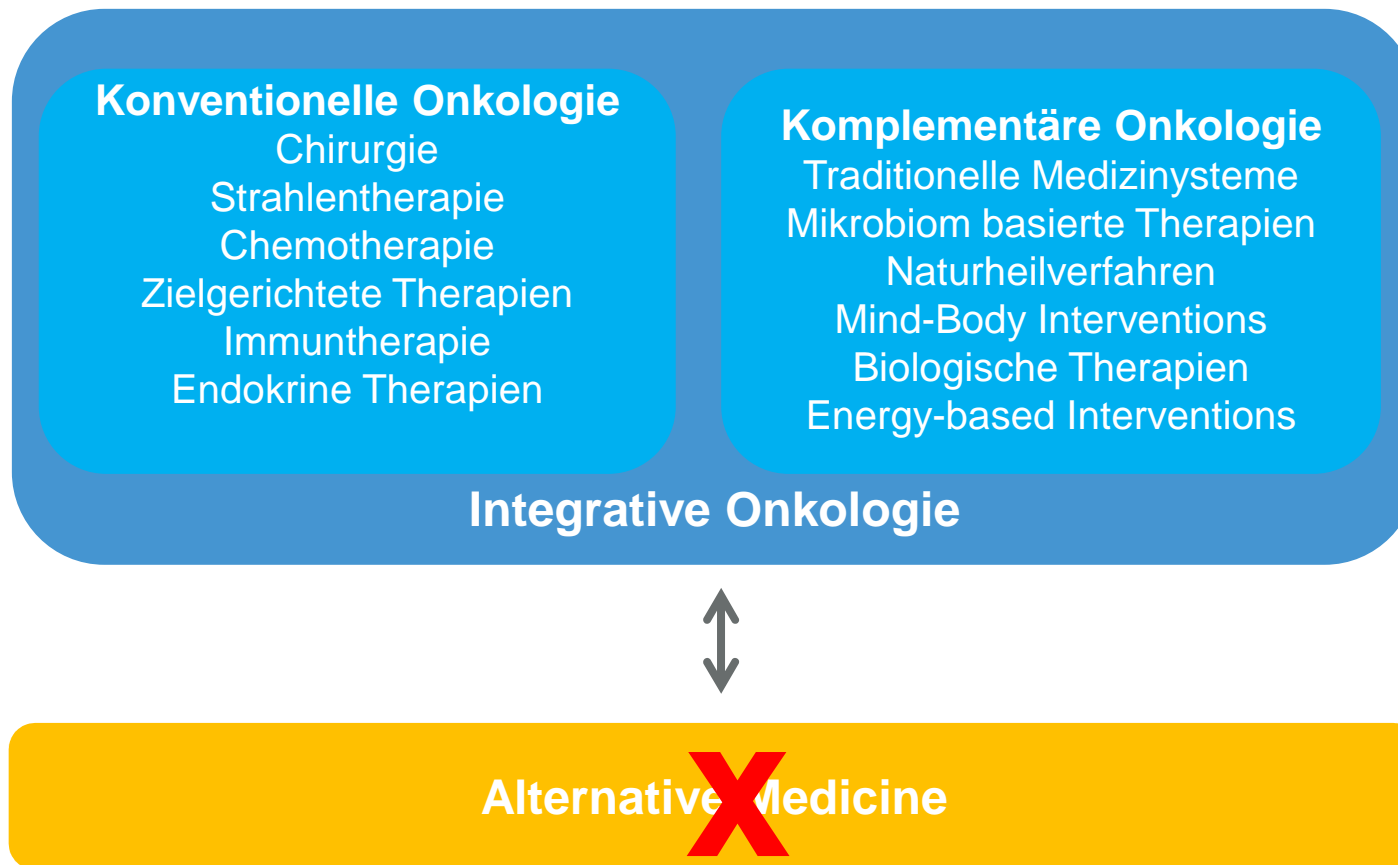 Konventionelle Onkologie
Chirurgie
Strahlentherapie
Chemotherapie
Zielgerichtete Therapien
Immuntherapie
Endokrine Therapien
Komplementäre Onkologie
Traditionelle Medizinysteme
Mikrobiom basierte Therapien
Naturheilverfahren
Mind-Body Interventions
Biologische Therapien
Energy-based Interventions
Integrative Onkologie
Alternative Medicine
X